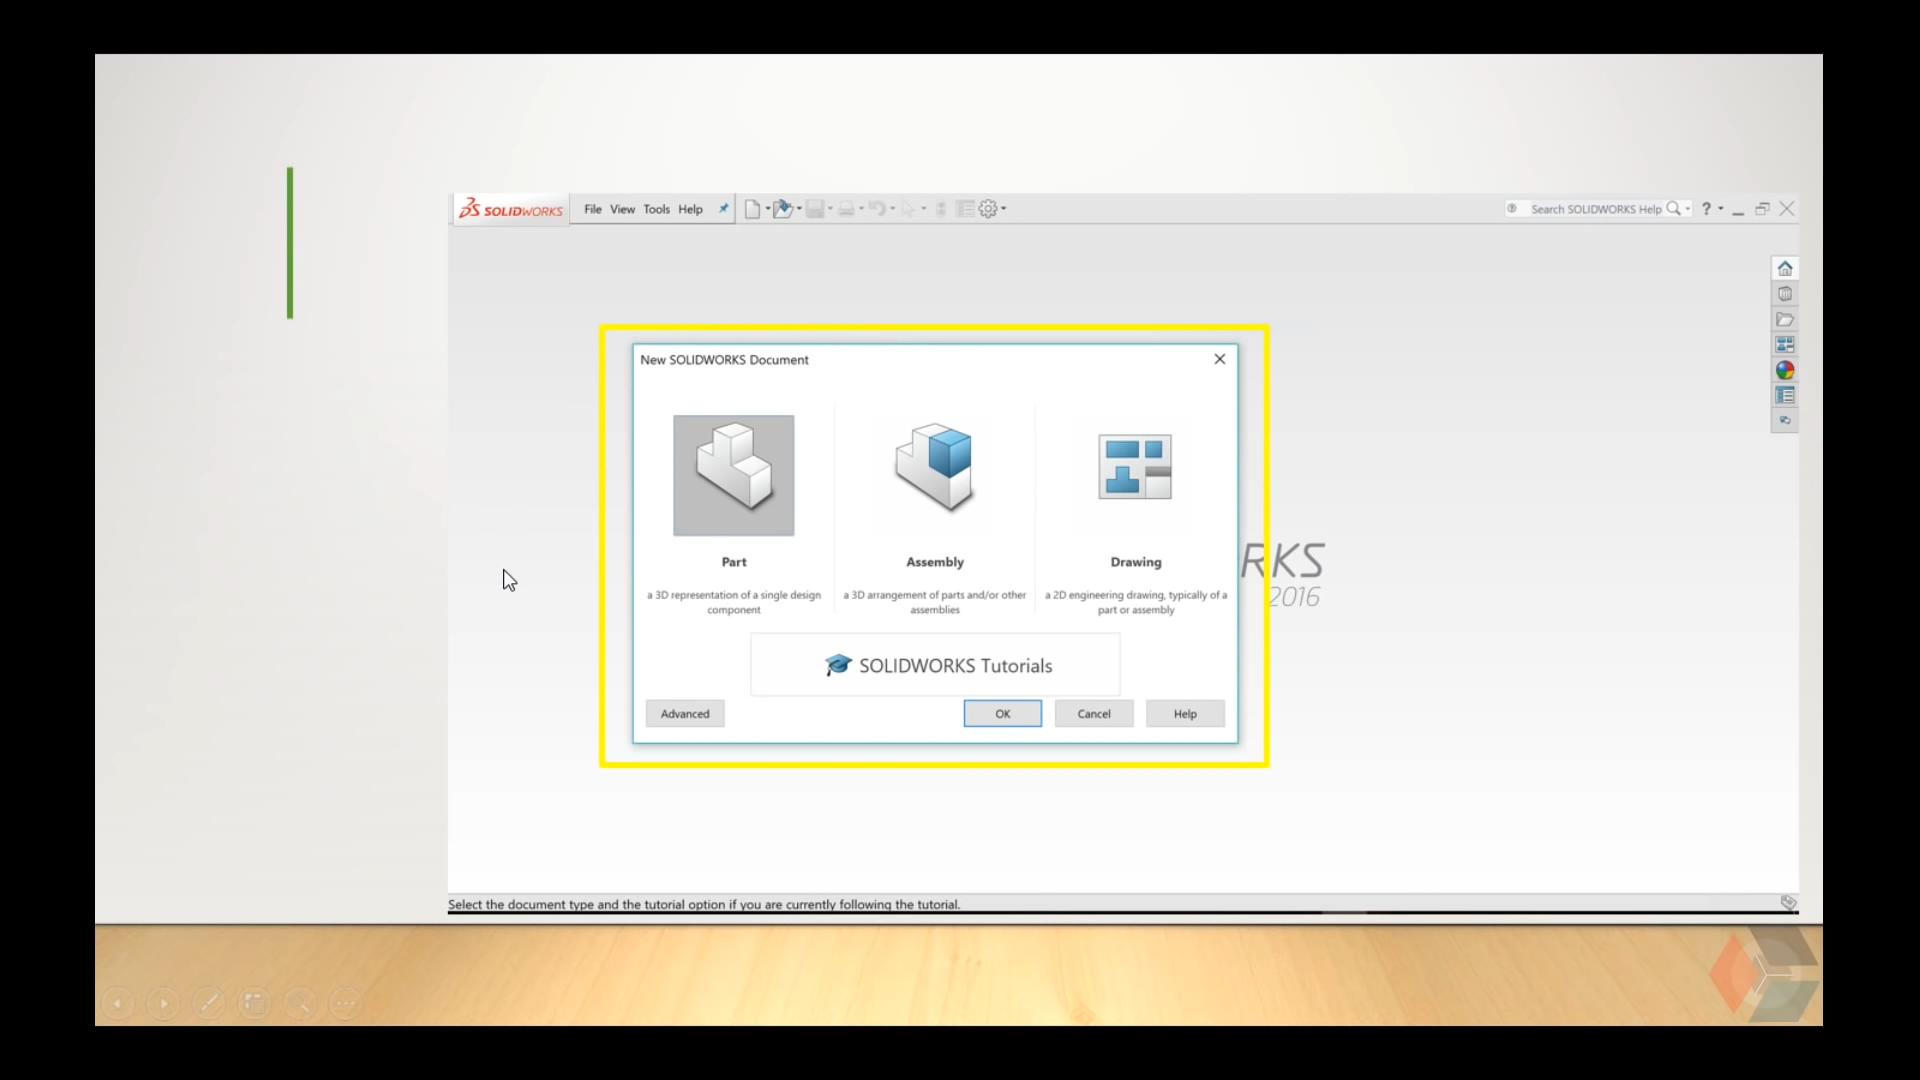 SOLIDWORKS File View Tools Help Search SOLIDWORKS Help ?
New SOLIDWORKS Document
Part Assembly Drawing
a 3D representation of a single design component
a 3D arrangement of parts and/or other assemblies
a 2D engineering drawing, typically of a part or assembly
RKS
2016
SOLIDWORKS Tutorials
Advanced OK Cancel Help
Select the document type and the tutorial option if you are currently following the tutorial.